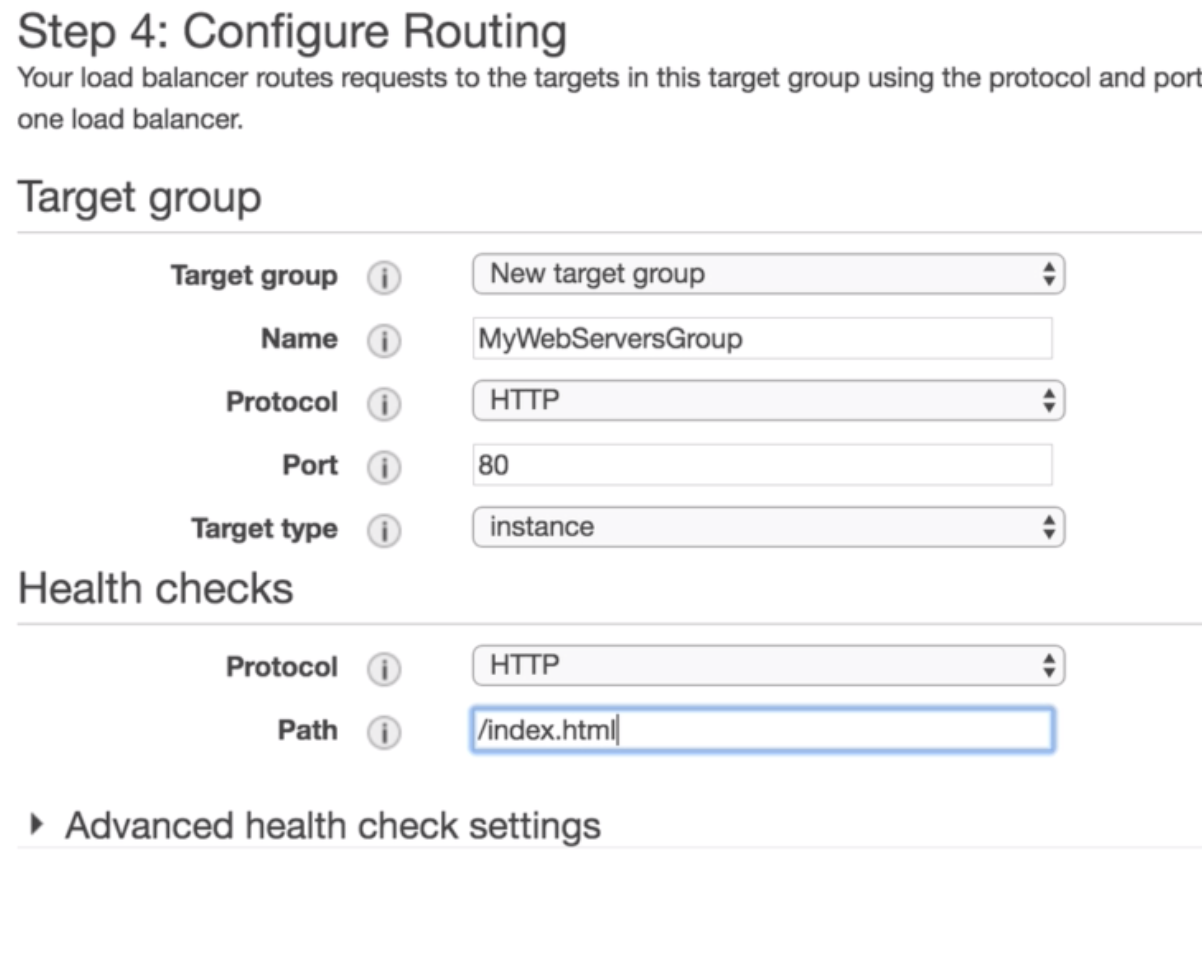 Step 4: Configure Routing
Your load balancer routes requests to the targets in this target group using the protocol and port
one load balancer.
Target group
Target group i New target group
Name i MyWebServersGroup
Protocol i HTTP
Port i 80
Target type i instance
Health checks
Protocol i HTTP
Path i /index.html
Advanced health check settings